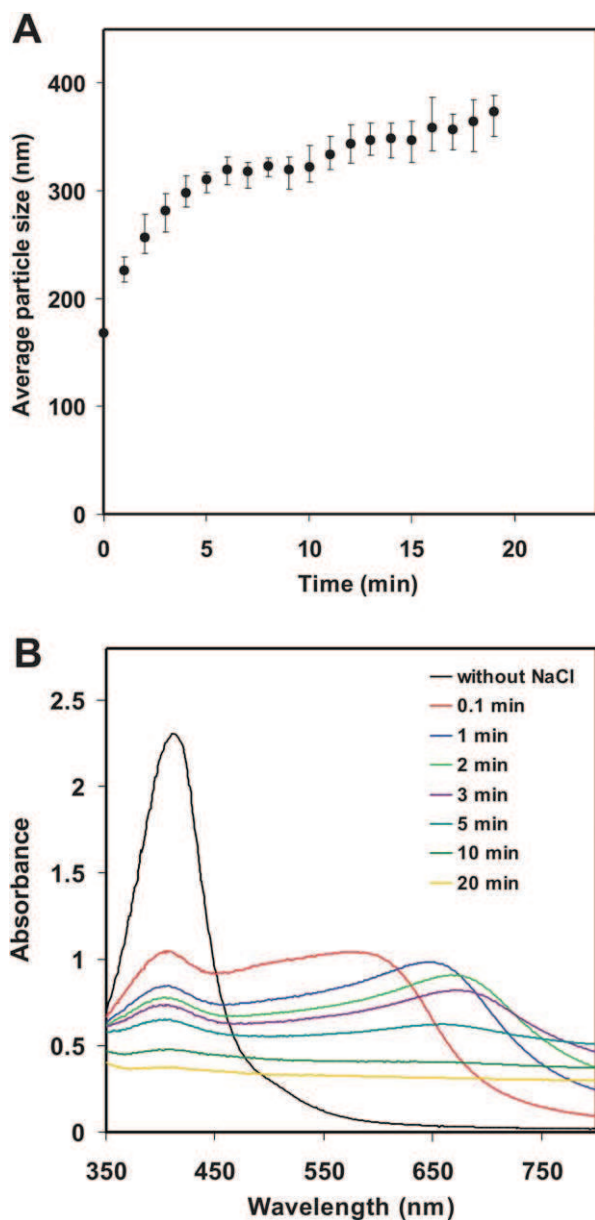 A
Average particle size (nm)
400
300
200
100
0
0 5 10 15 20
Time (min)
B
Absorbance
2.5
2
1.5
1
0.5
0
without NaCl
0.1 min
1 min
2 min
3 min
5 min
10 min
20 min
350 450 550 650 750
Wavelength (nm)